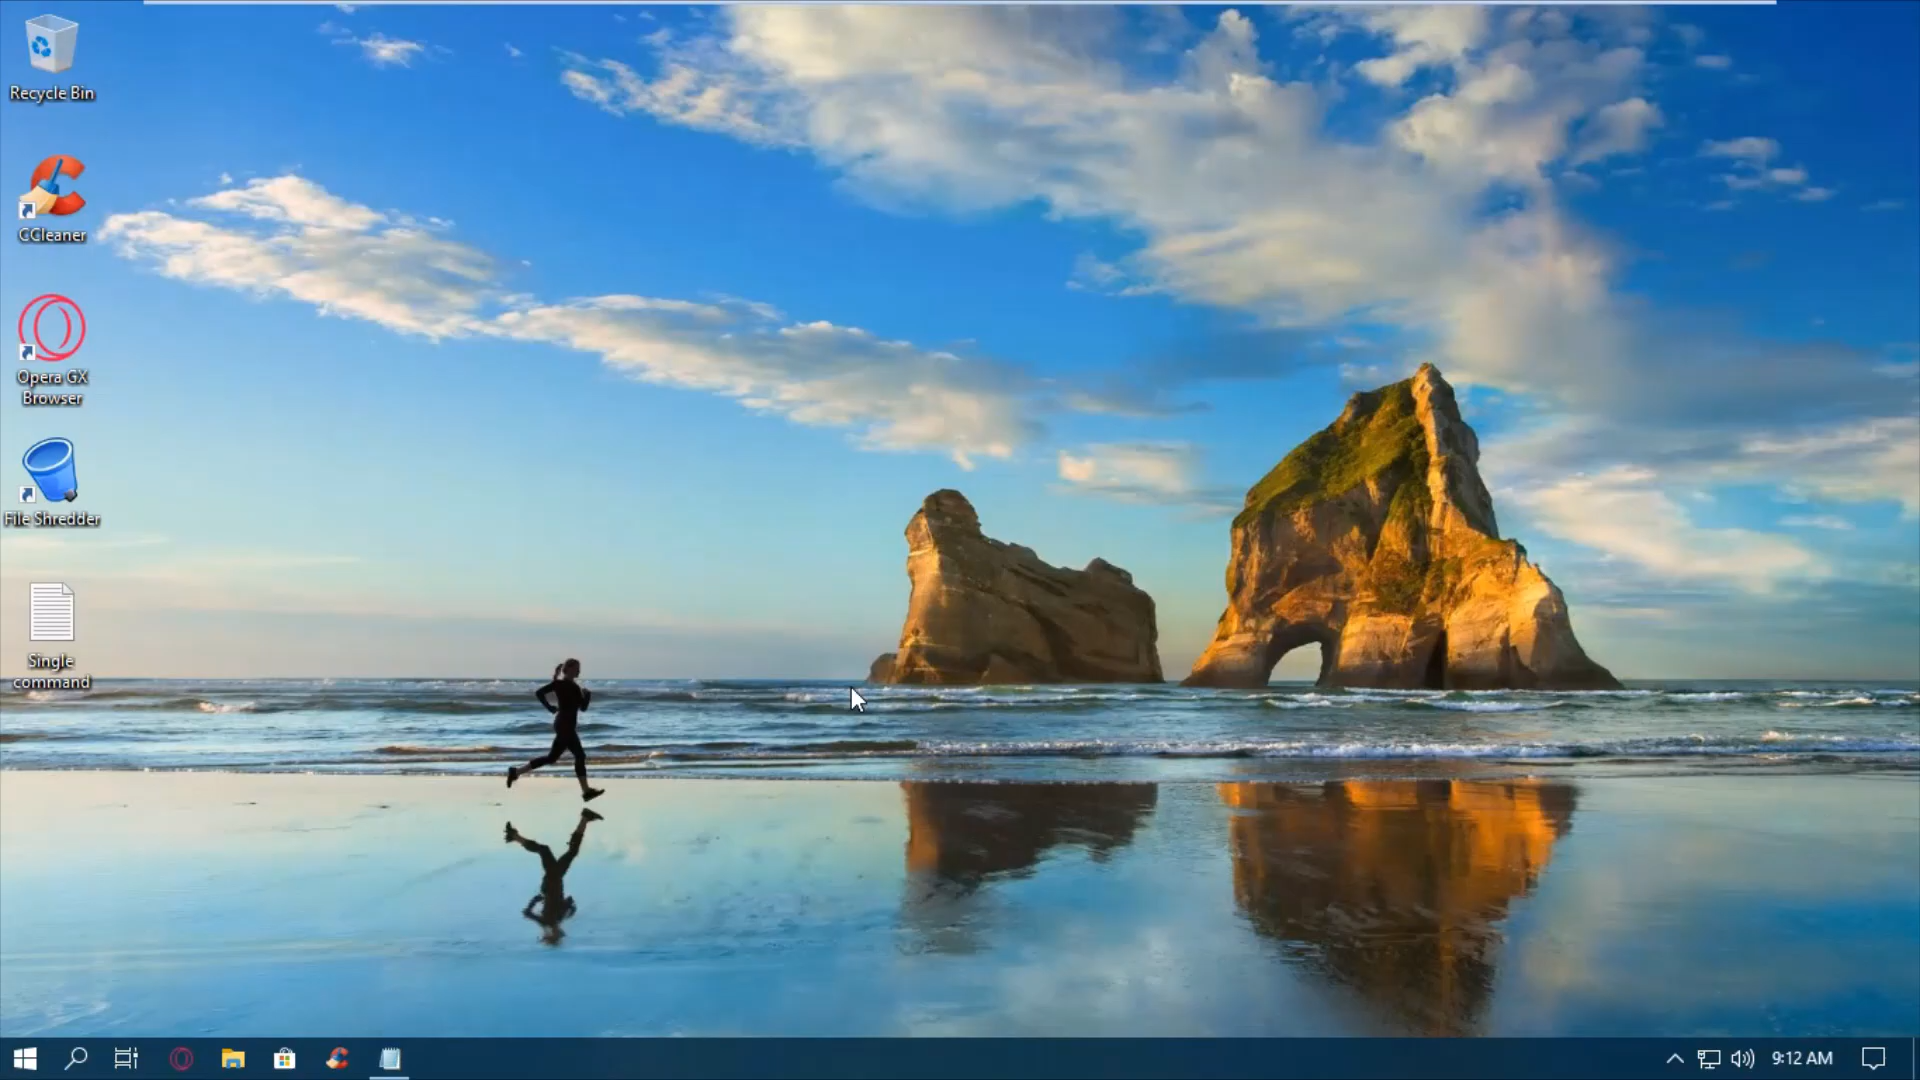 Recycle Bin
CCleaner
Opera GX
Browser
File Shredder
Single
command
9:12 AM